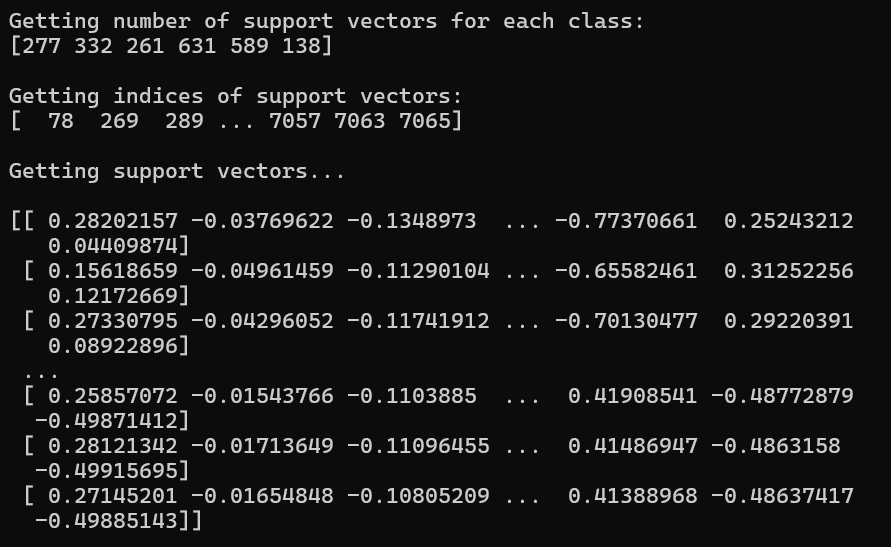 Getting number of support vectors for each class:
[277 332 261 631 589 138]
Getting indices of support vectors:
[  78  269  289 ... 7057 7063 7065]
Getting support vectors...
[[ 0.28202157 -0.03769622 -0.1348973  ... -0.77370661  0.25243212
   0.04409874]
 [ 0.15618659 -0.04961459 -0.11290104 ... -0.65582461  0.31252256
   0.12172669]
 [ 0.27330795 -0.04296052 -0.11741912 ... -0.70130477  0.29220391
   0.08922896]
 ...
 [ 0.25857072 -0.01543766 -0.1103885  ...  0.41908541 -0.48772879
  -0.49871412]
 [ 0.28121342 -0.01713649 -0.11096455 ...  0.41486947 -0.4863158
  -0.49915695]
 [ 0.27145201 -0.01654848 -0.10805209 ...  0.41388968 -0.48637417
  -0.49885143]]